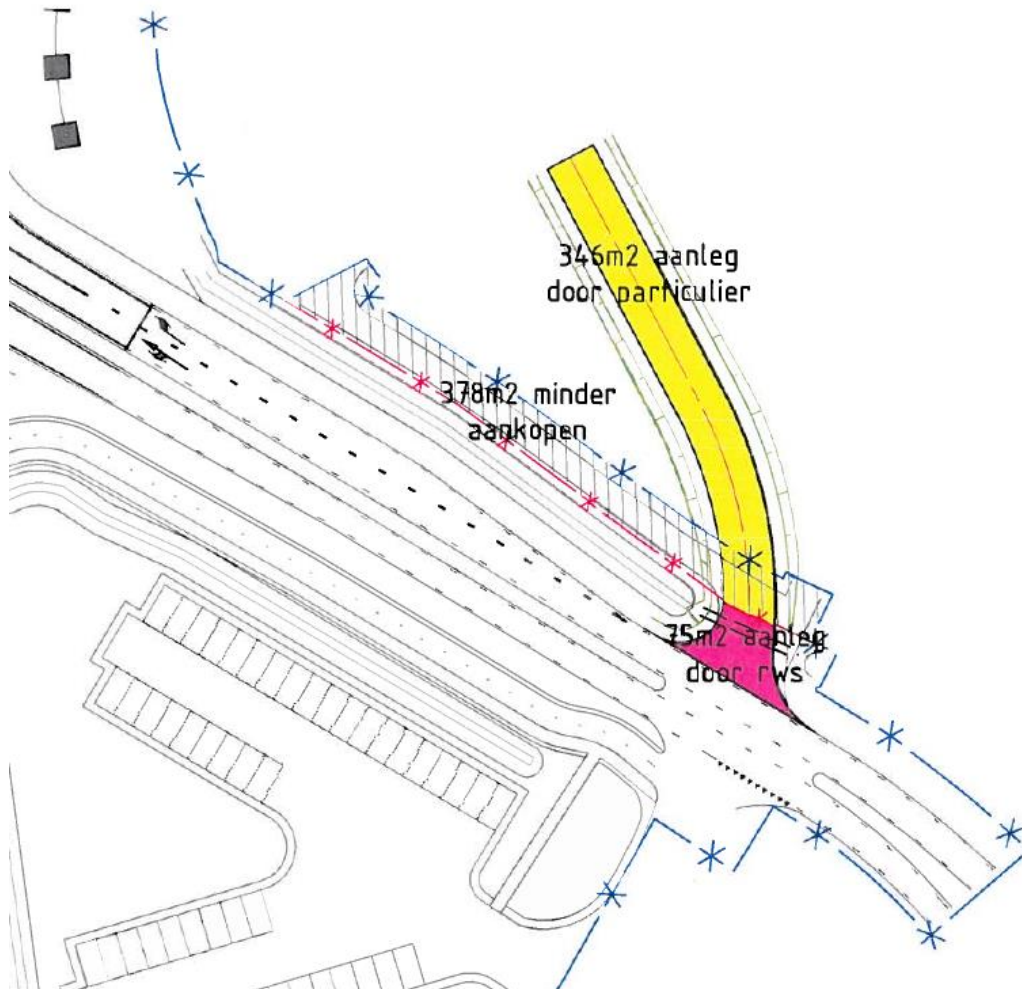 346m2 aanleg
door particulier
378m2 minder
aankopen
75m2 aanleg
door rws